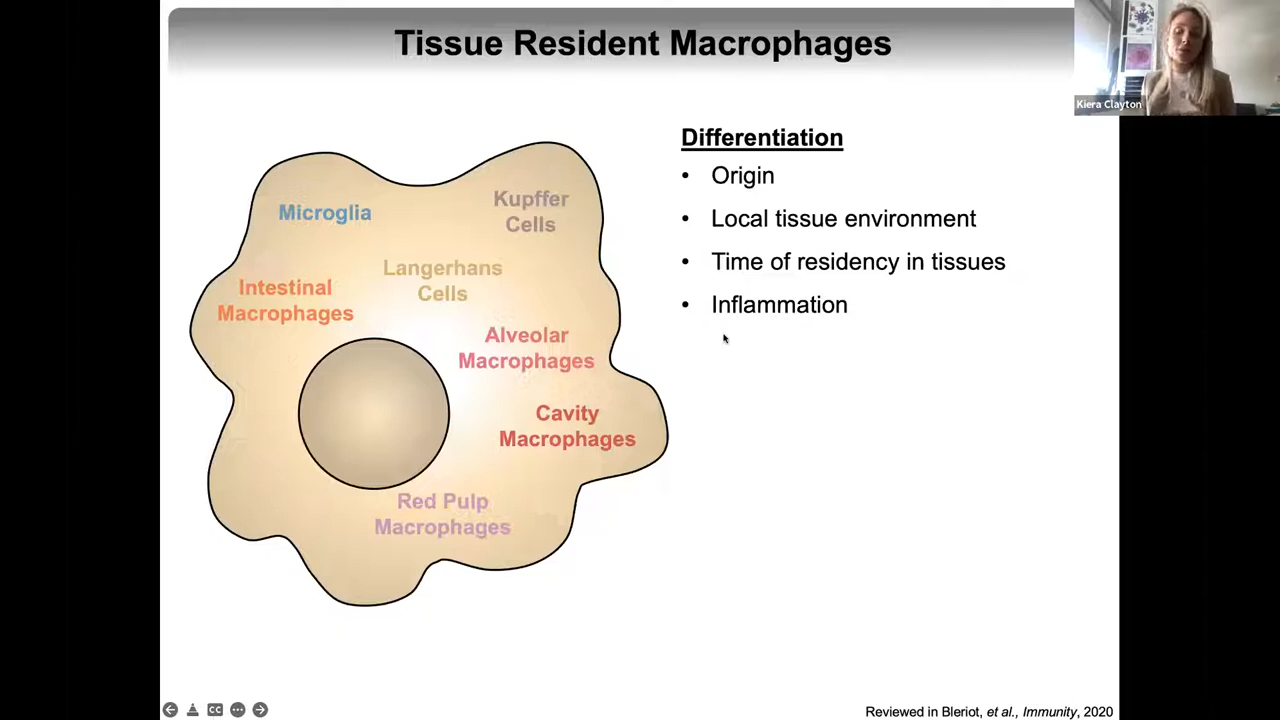 Tissue Resident Macrophages
Kiera Clayton
Differentiation
• Origin
• Local tissue environment
• Time of residency in tissues
• Inflammation
Microglia
Kupffer
Cells
Langerhans
Cells
Intestinal
Macrophages
Alveolar
Macrophages
Cavity
Macrophages
Red Pulp
Macrophages
CC
Reviewed in Bleriot, et al., Immunity, 2020